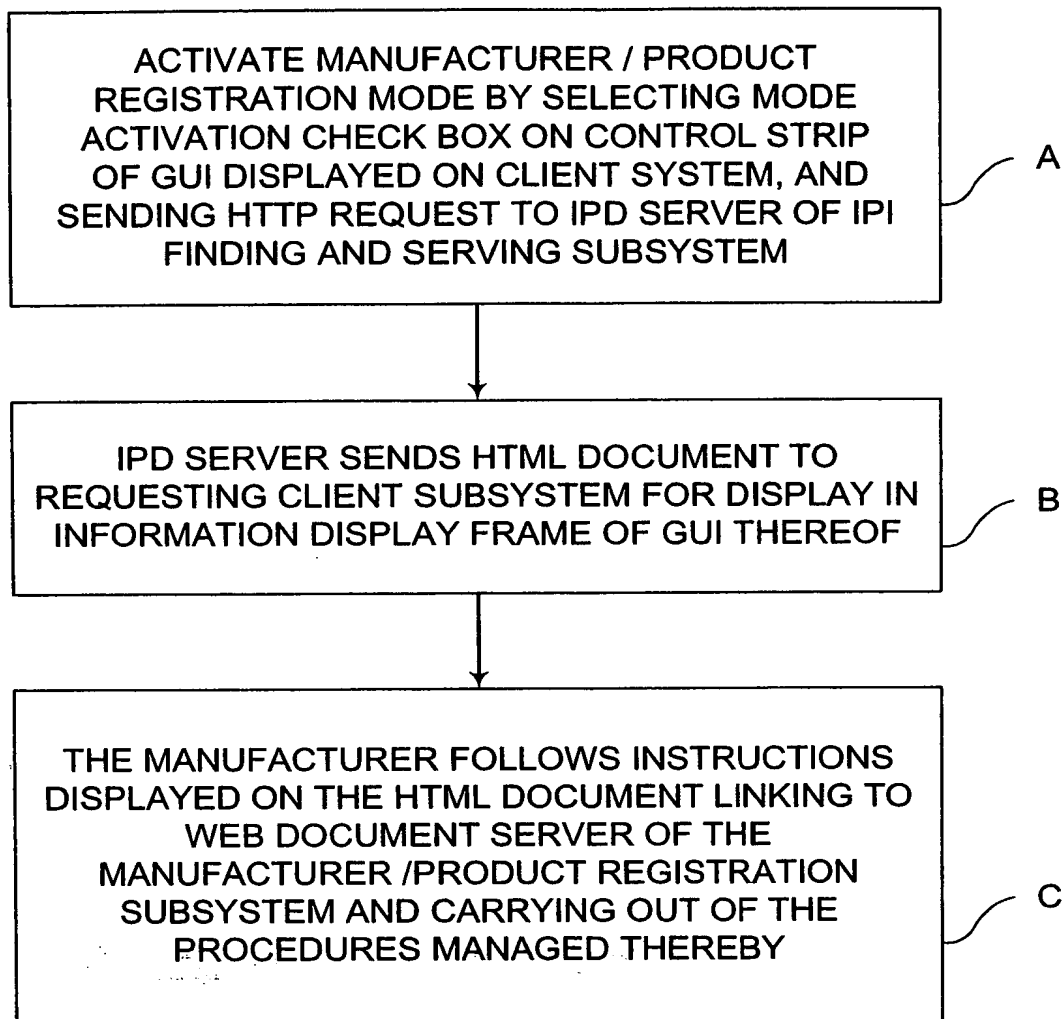 ACTIVATE MANUFACTURER / PRODUCT
REGISTRATION MODE BY SELECTING MODE
ACTIVATION CHECK BOX ON CONTROL STRIP
OF GUI DISPLAYED ON CLIENT SYSTEM, AND
SENDING HTTP REQUEST TO IPD SERVER OF IPI
FINDING AND SERVING SUBSYSTEM
A
IPD SERVER SENDS HTML DOCUMENT TO
REQUESTING CLIENT SUBSYSTEM FOR DISPLAY IN
INFORMATION DISPLAY FRAME OF GUI THEREOF
B
THE MANUFACTURER FOLLOWS INSTRUCTIONS
DISPLAYED ON THE HTML DOCUMENT LINKING TO
WEB DOCUMENT SERVER OF THE
MANUFACTURER /PRODUCT REGISTRATION
SUBSYSTEM AND CARRYING OUT OF THE
PROCEDURES MANAGED THEREBY
C